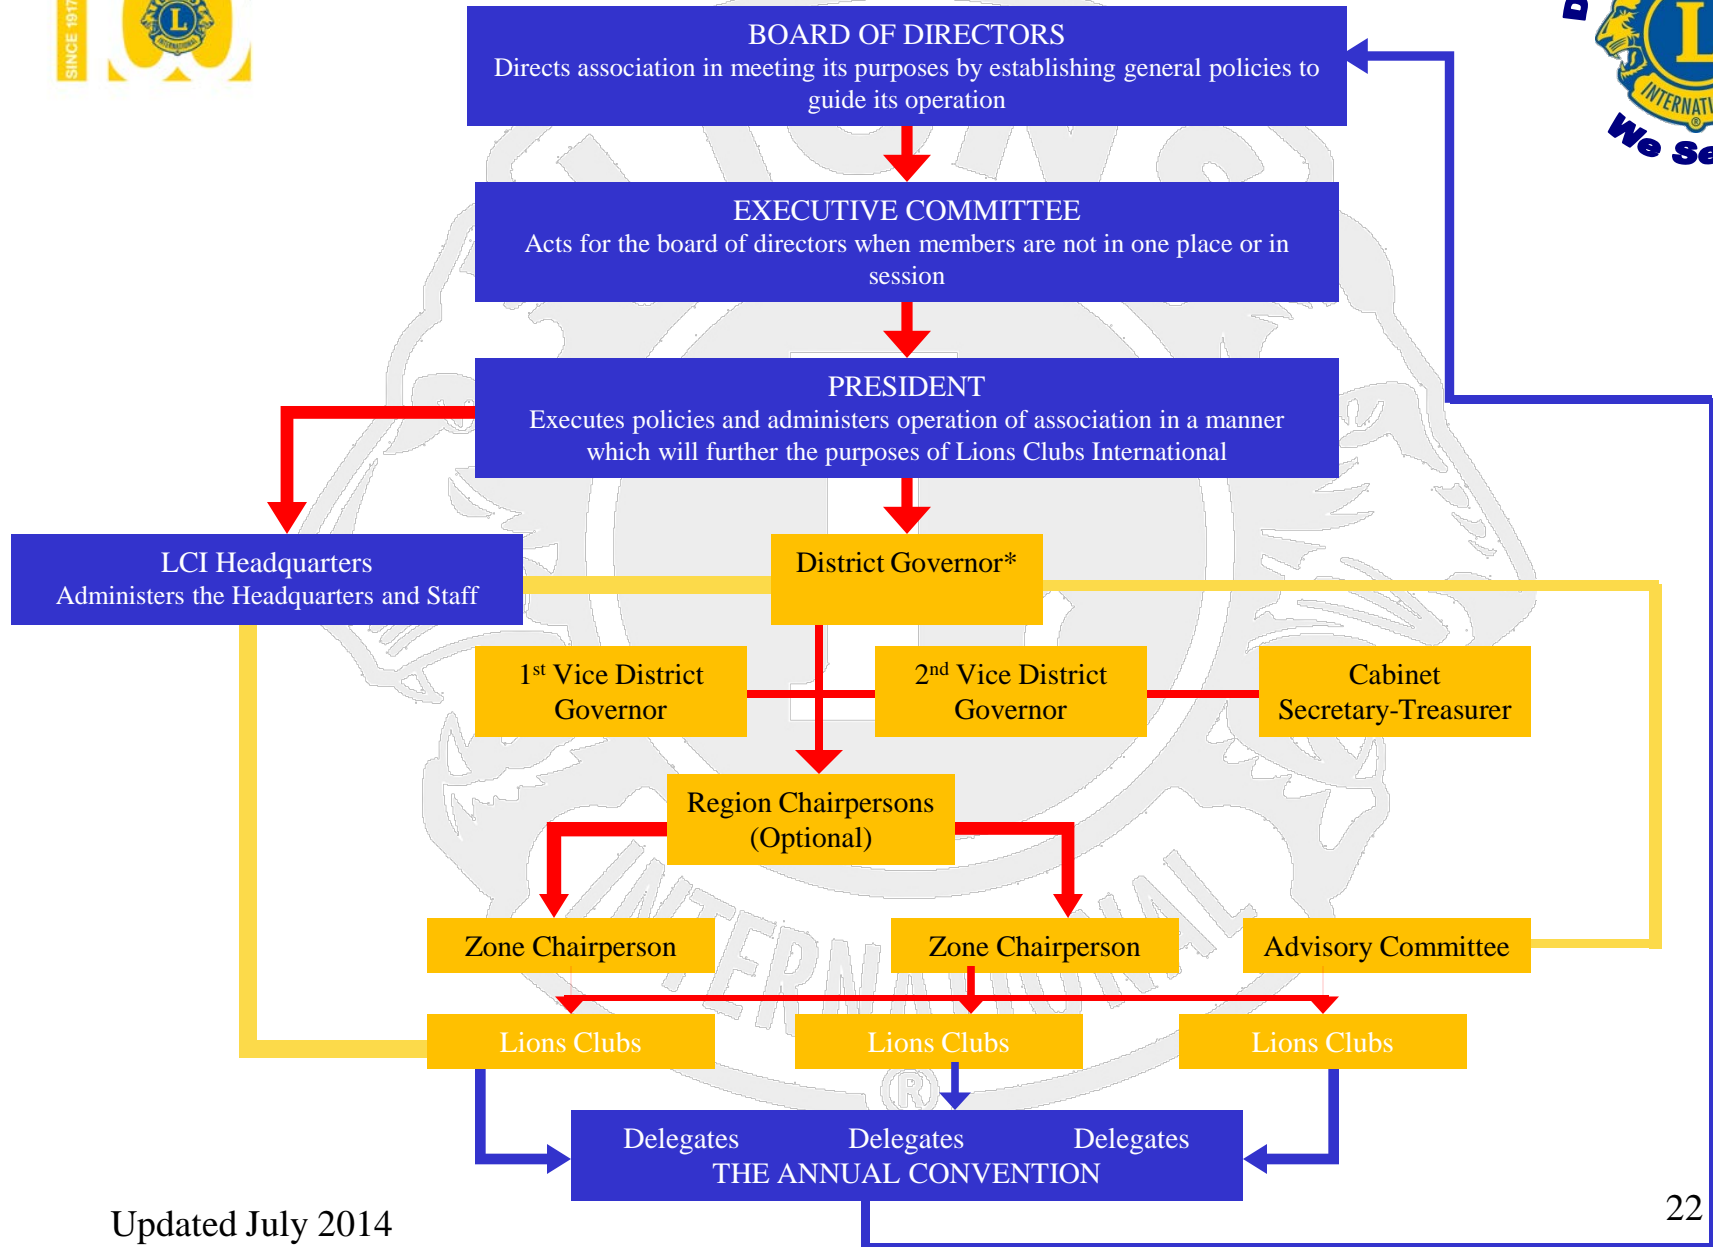 SINCE 1917
L
INTERNATIONAL
L
We Se
BOARD OF DIRECTORS
Directs association in meeting its purposes by establishing general policies to
guide its operation
EXECUTIVE COMMITTEE
Acts for the board of directors when members are not in one place or in
session
PRESIDENT
Executes policies and administers operation of association in a manner
which will further the purposes of Lions Clubs International
LCI Headquarters
Administers the Headquarters and Staff
District Governor*
1st Vice District
Governor
2nd Vice District
Governor
Cabinet
Secretary-Treasurer
Region Chairpersons
(Optional)
Zone Chairperson
Zone Chairperson
Advisory Committee
INTERNATIONAL
Lions Clubs
Lions Clubs
Lions Clubs
®
Delegates Delegates Delegates
THE ANNUAL CONVENTION
Updated July 2014
22